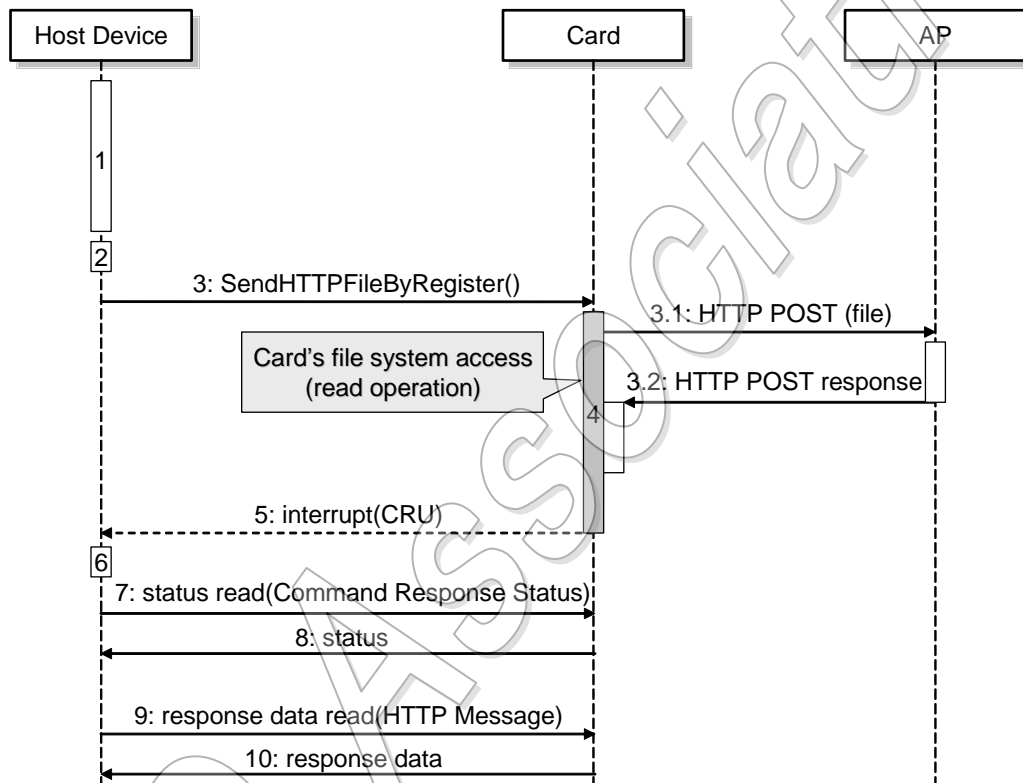 Host Device
Card
AP
1
2
3: SendHTTPFileByRegister()
3.1: HTTP POST (file)
Card's file system access
(read operation)
3.2: HTTP POST response
4
5: interrupt(CRU)
6
7: status read(Command Response Status)
8: status
9: response data read(HTTP Message)
10: response data